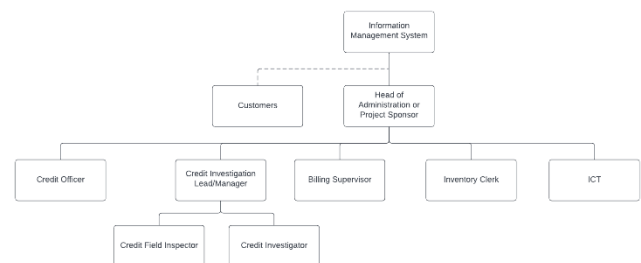 Information
Management System
Customers
Head of
Administration or
Project Sponsor
Credit Officer
Credit Investigation
Lead/Manager
Billing Supervisor
Inventory Clerk
ICT
Credit Field Inspector
Credit Investigator